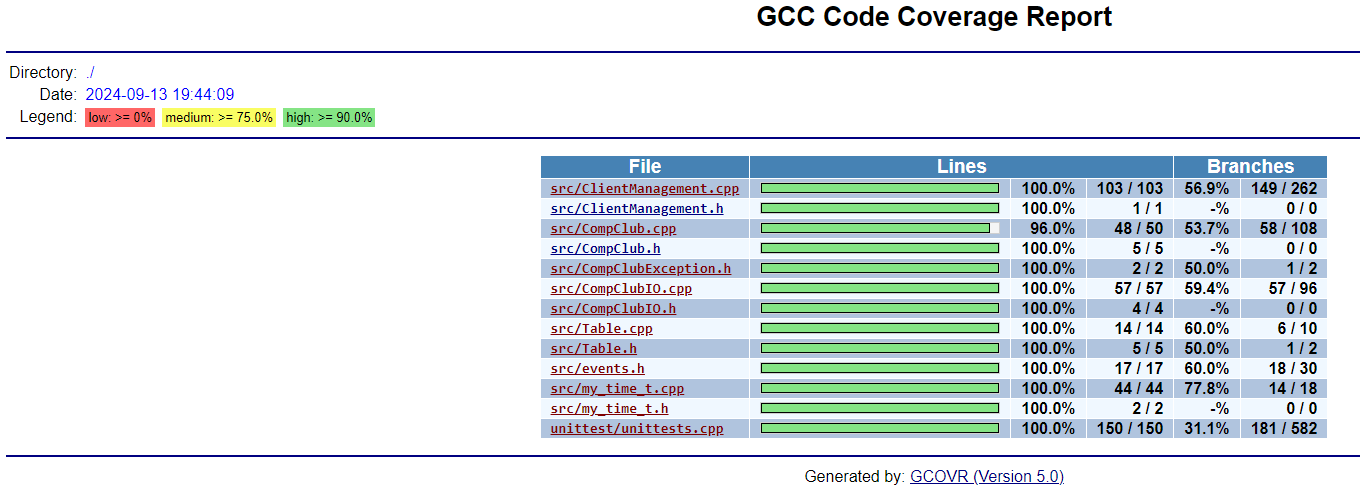 GCC Code Coverage Report
Directory: ./
Date: 2024-09-13 19:44:09
Legend: low: >= 0% medium: >= 75.0% high: >= 90.0%
File Lines Branches
src/ClientManagement.cpp 100.0% 103 / 103 56.9% 149 / 262
src/ClientManagement.h 100.0% 1 / 1 -% 0 / 0
src/CompClub.cpp 96.0% 48 / 50 53.7% 58 / 108
src/CompClub.h 100.0% 5 / 5 -% 0 / 0
src/CompClubException.h 100.0% 2 / 2 50.0% 1 / 2
src/CompClubIO.cpp 100.0% 57 / 57 59.4% 57 / 96
src/CompClubIO.h 100.0% 4 / 4 -% 0 / 0
src/Table.cpp 100.0% 14 / 14 60.0% 6 / 10
src/Table.h 100.0% 5 / 5 50.0% 1 / 2
src/events.h 100.0% 17 / 17 60.0% 18 / 30
src/my_time_t.cpp 100.0% 44 / 44 77.8% 14 / 18
src/my_time_t.h 100.0% 2 / 2 -% 0 / 0
unittest/unittests.cpp 100.0% 150 / 150 31.1% 181 / 582
Generated by: GCOVR (Version 5.0)